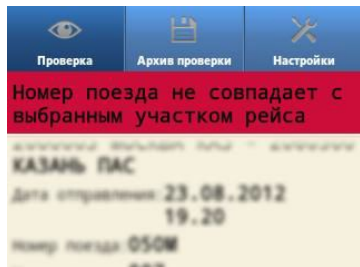 Проверка Архив проверки Настройки
Номер поезда не совпадает с
выбранным участком рейса
КАЗАНЬ ПАС
Дата отправления: 23.08.2012
19.20
Номер поезда: 050М